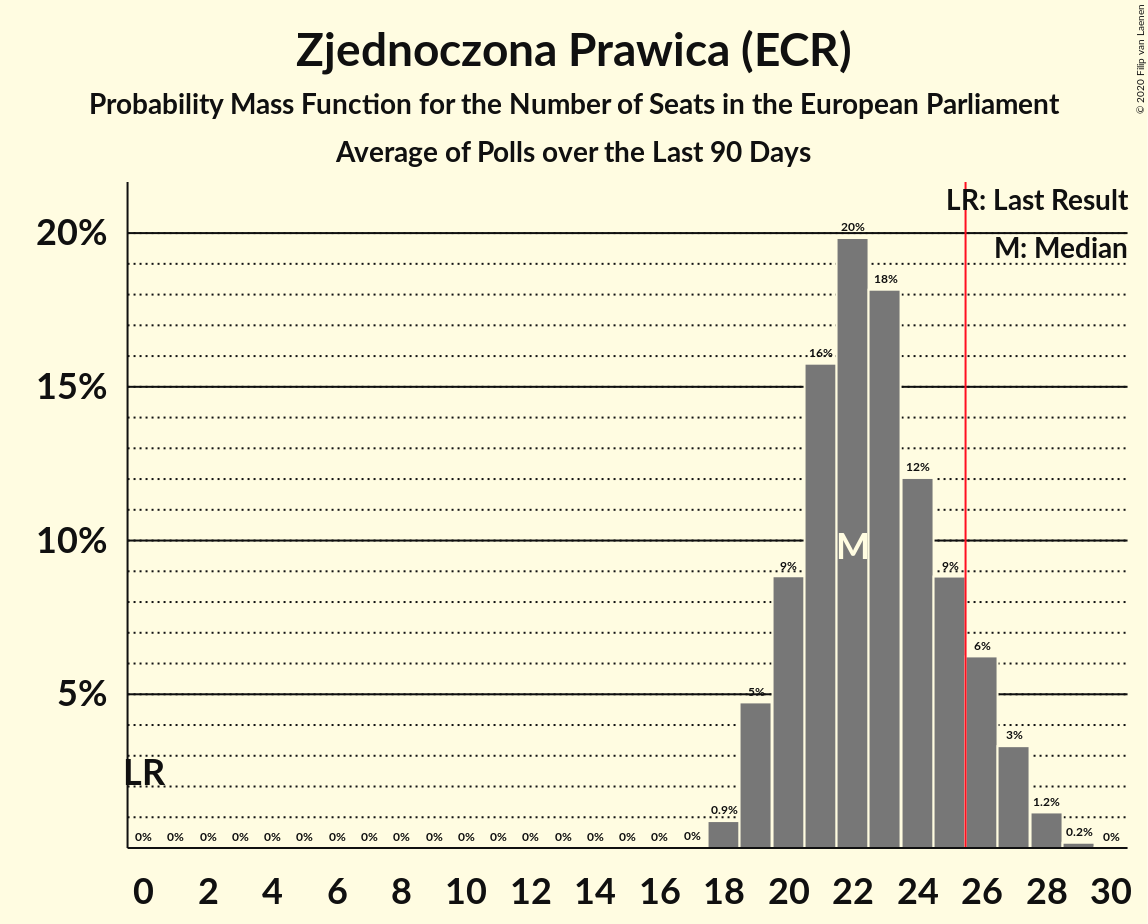 Zjednoczona Prawica (ECR)
Probability Mass Function for the Number of Seats in the European Parliament
Average of Polls over the Last 90 Days
© 2020 Filip van Laenen
LR: Last Result
M: Median
20%
15%
10%
5%
LR
M
0% 0% 0% 0% 0% 0% 0% 0% 0% 0% 0% 0% 0% 0% 0% 0% 0% 0% 0.9% 5% 9% 16% 20% 18% 12% 9% 6% 3% 1.2% 0.2% 0%
0 2 4 6 8 10 12 14 16 18 20 22 24 26 28 30